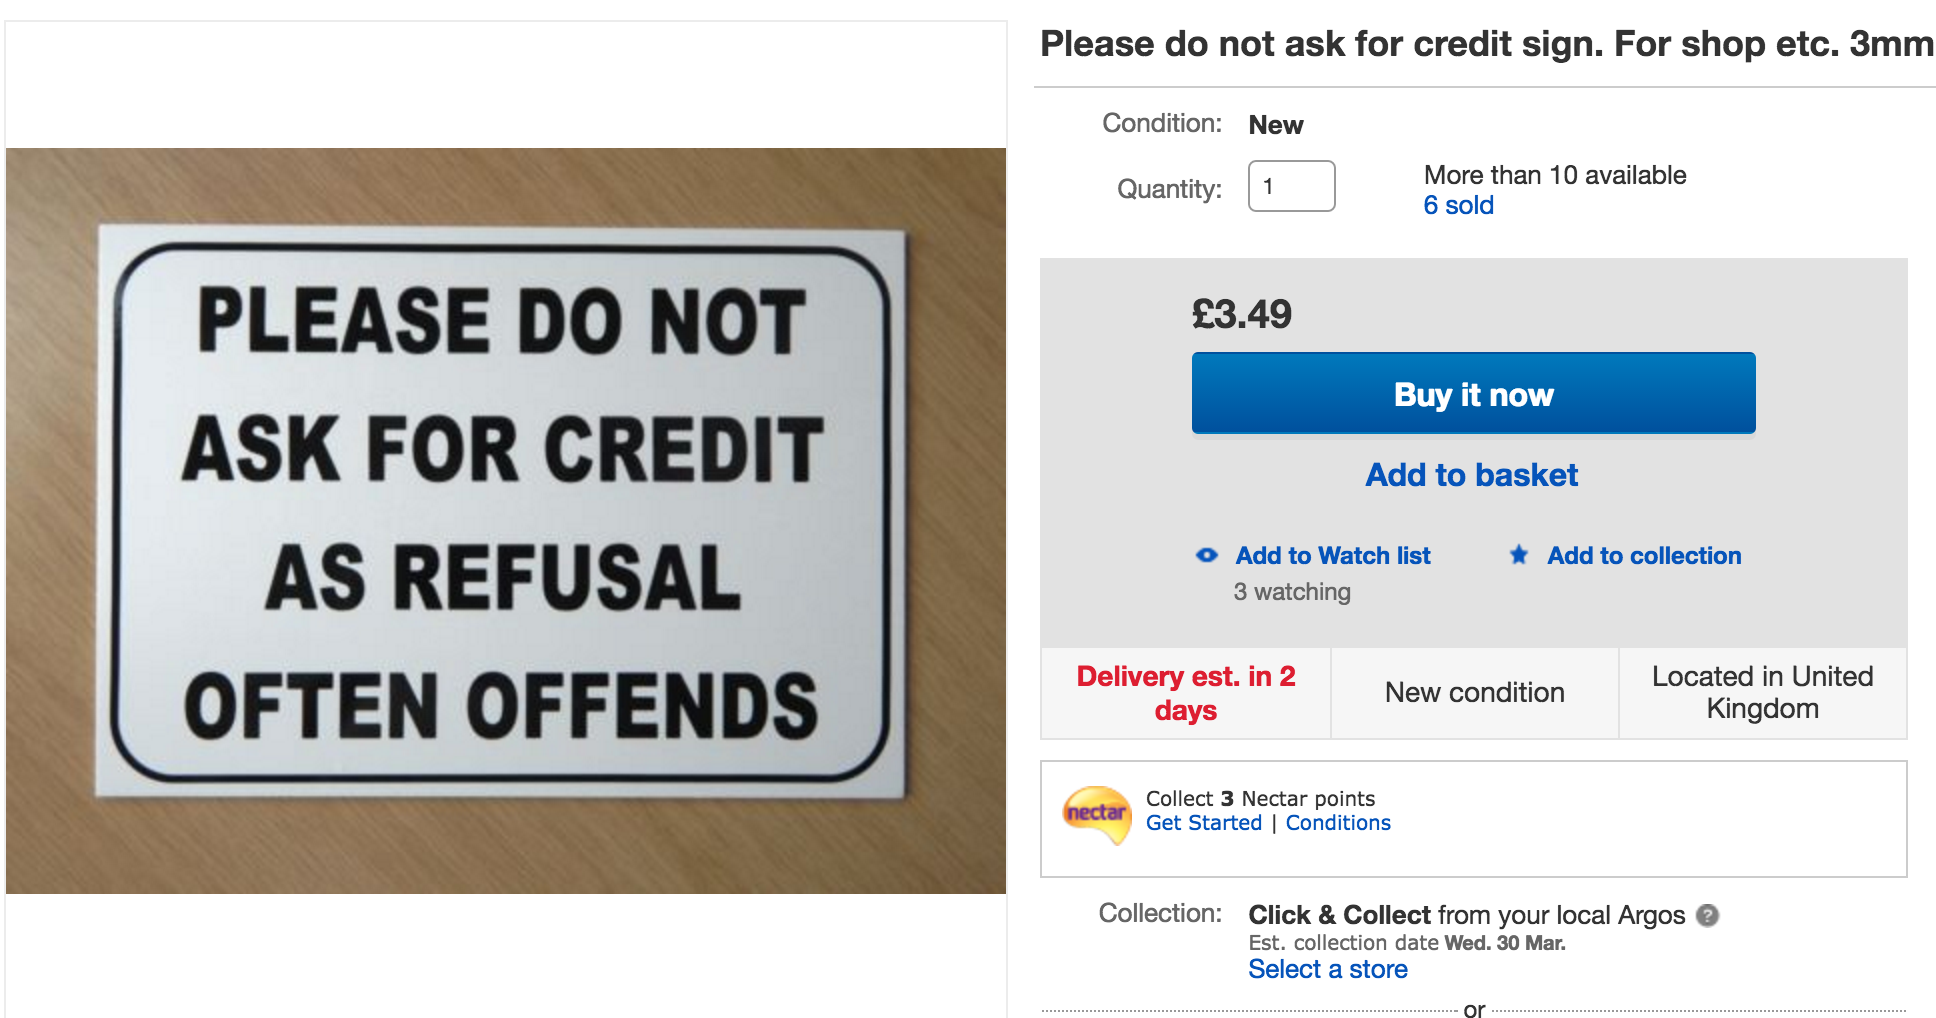 PLEASE DO NOT
ASK FOR CREDIT
AS REFUSAL
OFTEN OFFENDS
Please do not ask for credit sign. For shop etc. 3mm
Condition: New
Quantity: 1
More than 10 available
6 sold
£3.49
Buy it now
Add to basket
Add to Watch list
3 watching
Add to collection
Delivery est. in 2
days
New condition
Located in United
Kingdom
nectar
Collect 3 Nectar points
Get Started | Conditions
Collection: Click & Collect from your local Argos ?
Est. collection date Wed. 30 Mar.
Select a store
or